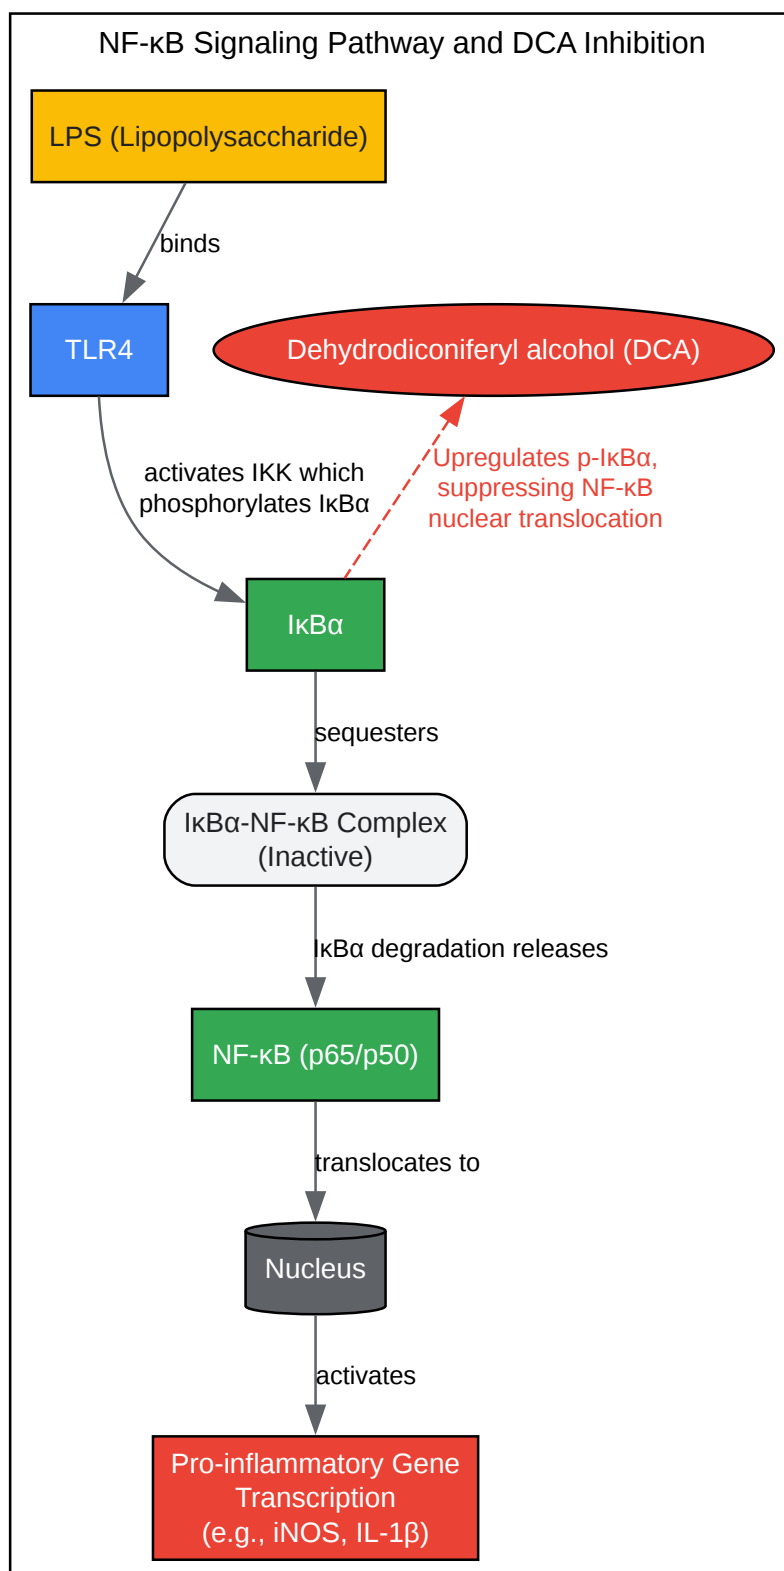 NF-κB Signaling Pathway and DCA Inhibition
LPS (Lipopolysaccharide)
binds
TLR4
Dehydrodiconiferyl alcohol (DCA)
activates IKK which
phosphorylates IκBα
Upregulates p-IκBα,
suppressing NF-κB
nuclear translocation
IκBα
sequesters
IκBα-NF-κB Complex
(Inactive)
IκBα degradation releases
NF-κB (p65/p50)
translocates to
Nucleus
activates
Pro-inflammatory Gene
Transcription
(e.g., iNOS, IL-1β)